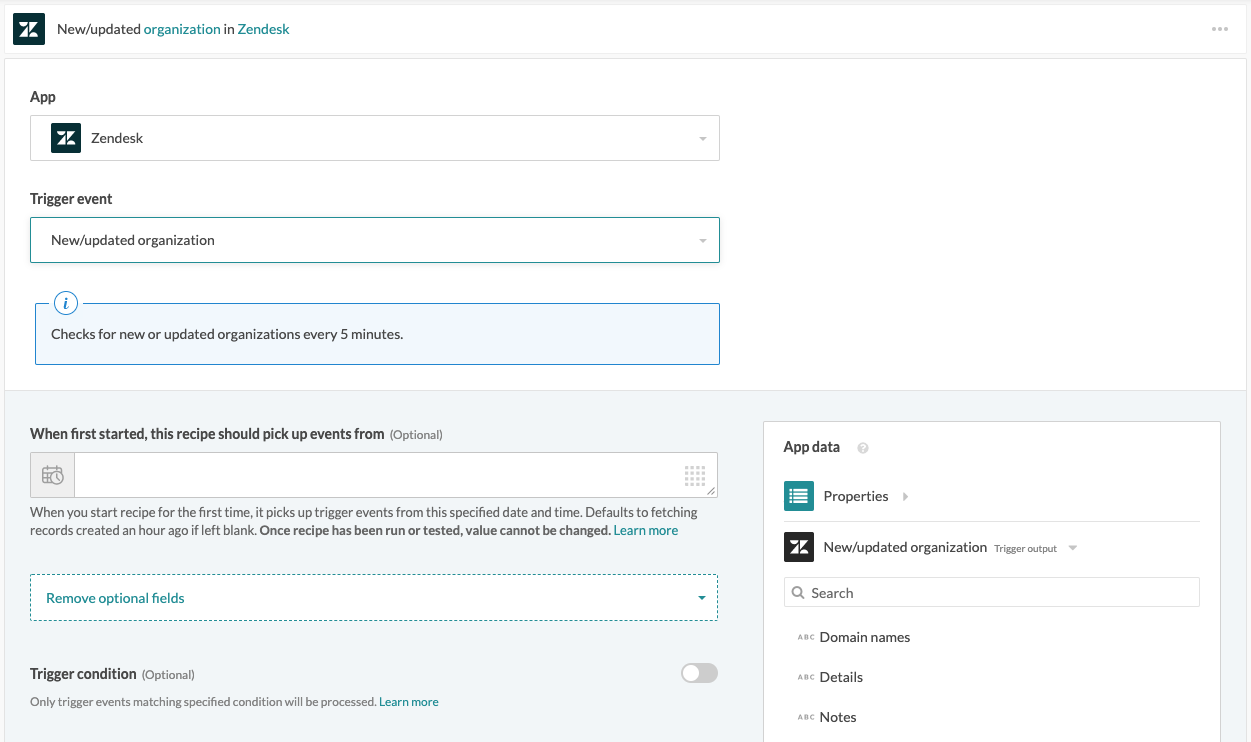 New/updated organization in Zendesk
App
Zendesk
Trigger event
New/updated organization
i
Checks for new or updated organizations every 5 minutes.
When first started, this recipe should pick up events from (Optional)
When you start recipe for the first time, it picks up trigger events from this specified date and time. Defaults to fetching
records created an hour ago if left blank. Once recipe has been run or tested, value cannot be changed. Learn more
Remove optional fields
Trigger condition (Optional)
Only trigger events matching specified condition will be processed. Learn more
App data ?
Properties
New/updated organization Trigger output
Search
ABC Domain names
ABC Details
ABC Notes